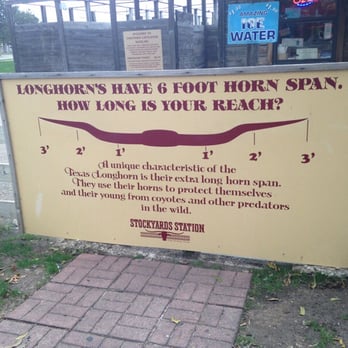 AMAZING
ICE
WATER
LONGHORN'S HAVE 6 FOOT HORN SPAN.
HOW LONG IS YOUR REACH?
3' 2' 1' 1' 2' 3'
A unique characteristic of the
Texas Longhorn is their extra long horn span.
They use their horns to protect themselves
and their young from coyotes and other predators
in the wild.
STOCKYARDS STATION